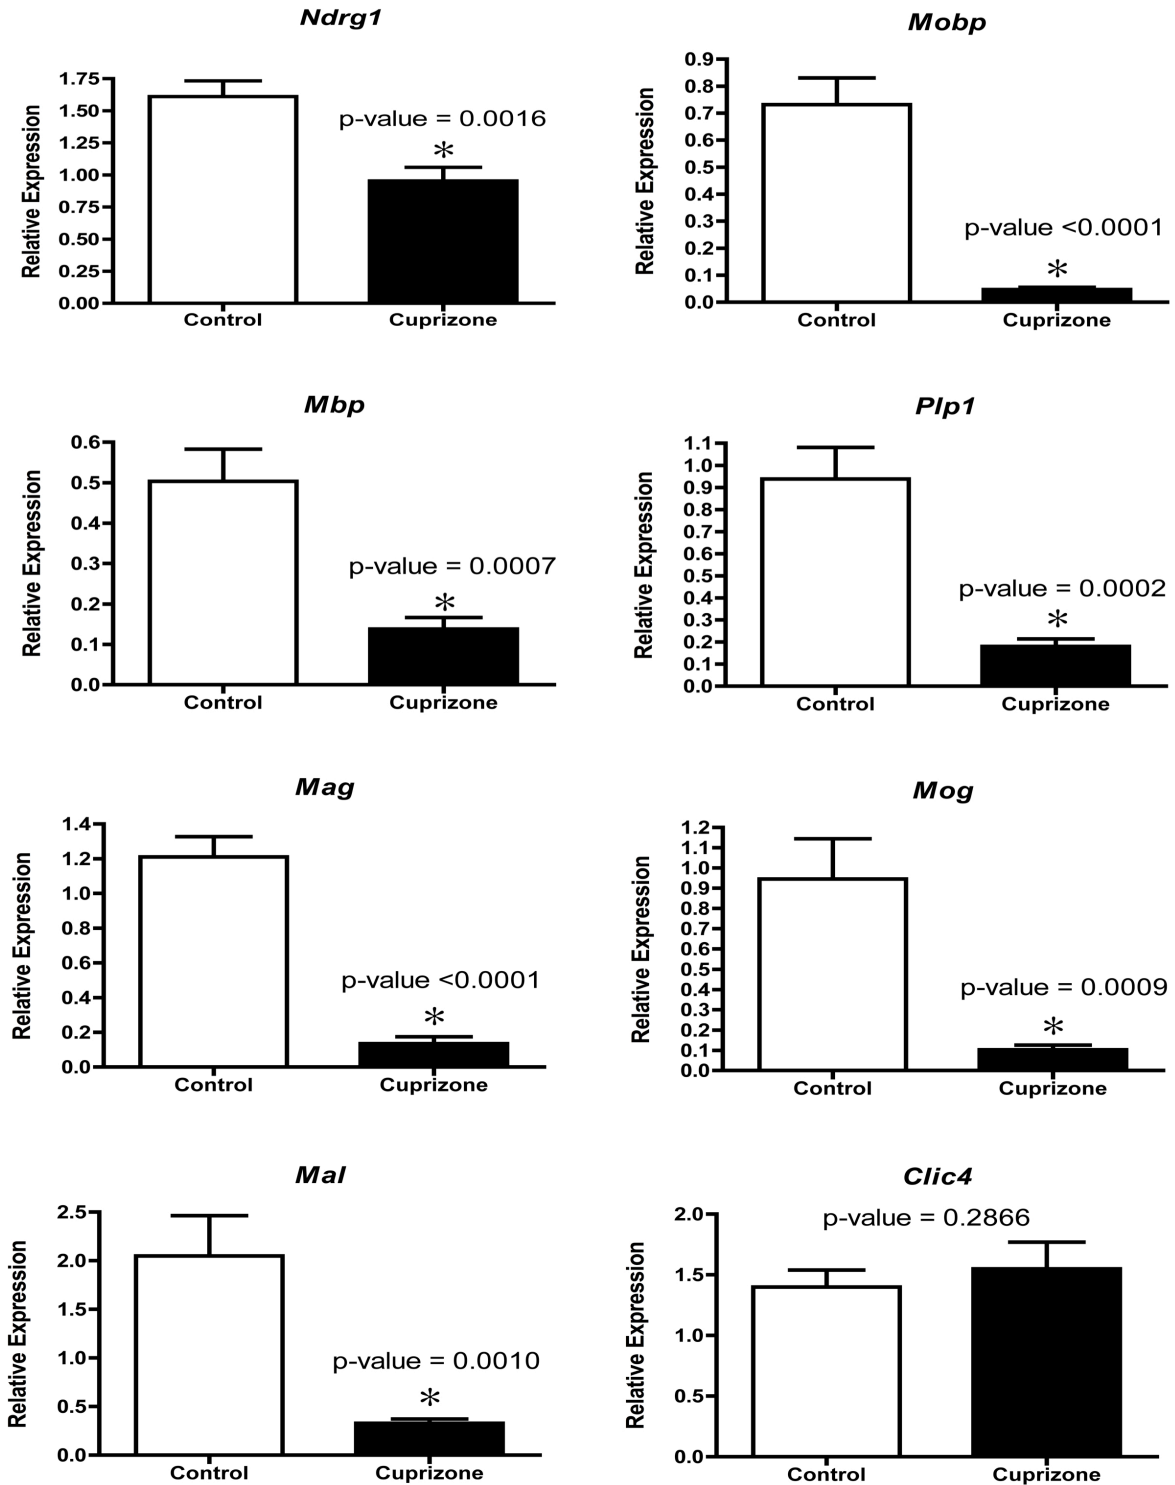 Ndrg1
Relative Expression
1.75
1.50
1.25
1.00
0.75
0.50
0.25
0.00
p-value = 0.0016
*
Control
Cuprizone
Mobp
Relative Expression
0.9
0.8
0.7
0.6
0.5
0.4
0.3
0.2
0.1
0.0
p-value <0.0001
*
Control
Cuprizone
Mbp
Relative Expression
0.6
0.5
0.4
0.3
0.2
0.1
0.0
p-value = 0.0007
*
Control
Cuprizone
Plp1
Relative Expression
1.1
1.0
0.9
0.8
0.7
0.6
0.5
0.4
0.3
0.2
0.1
0.0
p-value = 0.0002
*
Control
Cuprizone
Mag
Relative Expression
1.4
1.2
1.0
0.8
0.6
0.4
0.2
0.0
p-value <0.0001
*
Control
Cuprizone
Mog
Relative Expression
1.2
1.1
1.0
0.9
0.8
0.7
0.6
0.5
0.4
0.3
0.2
0.1
0.0
p-value = 0.0009
*
Control
Cuprizone
Mal
Relative Expression
2.5
2.0
1.5
1.0
0.5
0.0
p-value = 0.0010
*
Control
Cuprizone
Clic4
Relative Expression
2.0
1.5
1.0
0.5
0.0
p-value = 0.2866
Control
Cuprizone